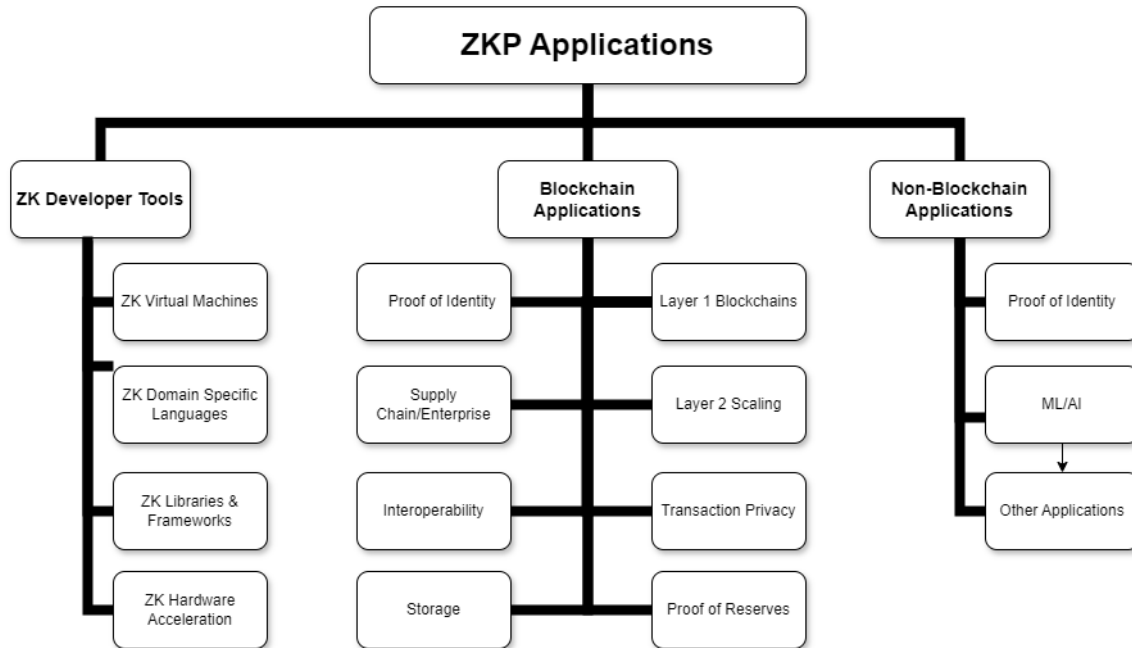 ZKP Applications
ZK Developer Tools
Blockchain
Applications
Non-Blockchain
Applications
ZK Virtual Machines
ZK Domain Specific
Languages
ZK Libraries &
Frameworks
ZK Hardware
Acceleration
Proof of Identity
Supply
Chain/Enterprise
Interoperability
Storage
Layer 1 Blockchains
Layer 2 Scaling
Transaction Privacy
Proof of Reserves
Proof of Identity
ML/AI
Other Applications